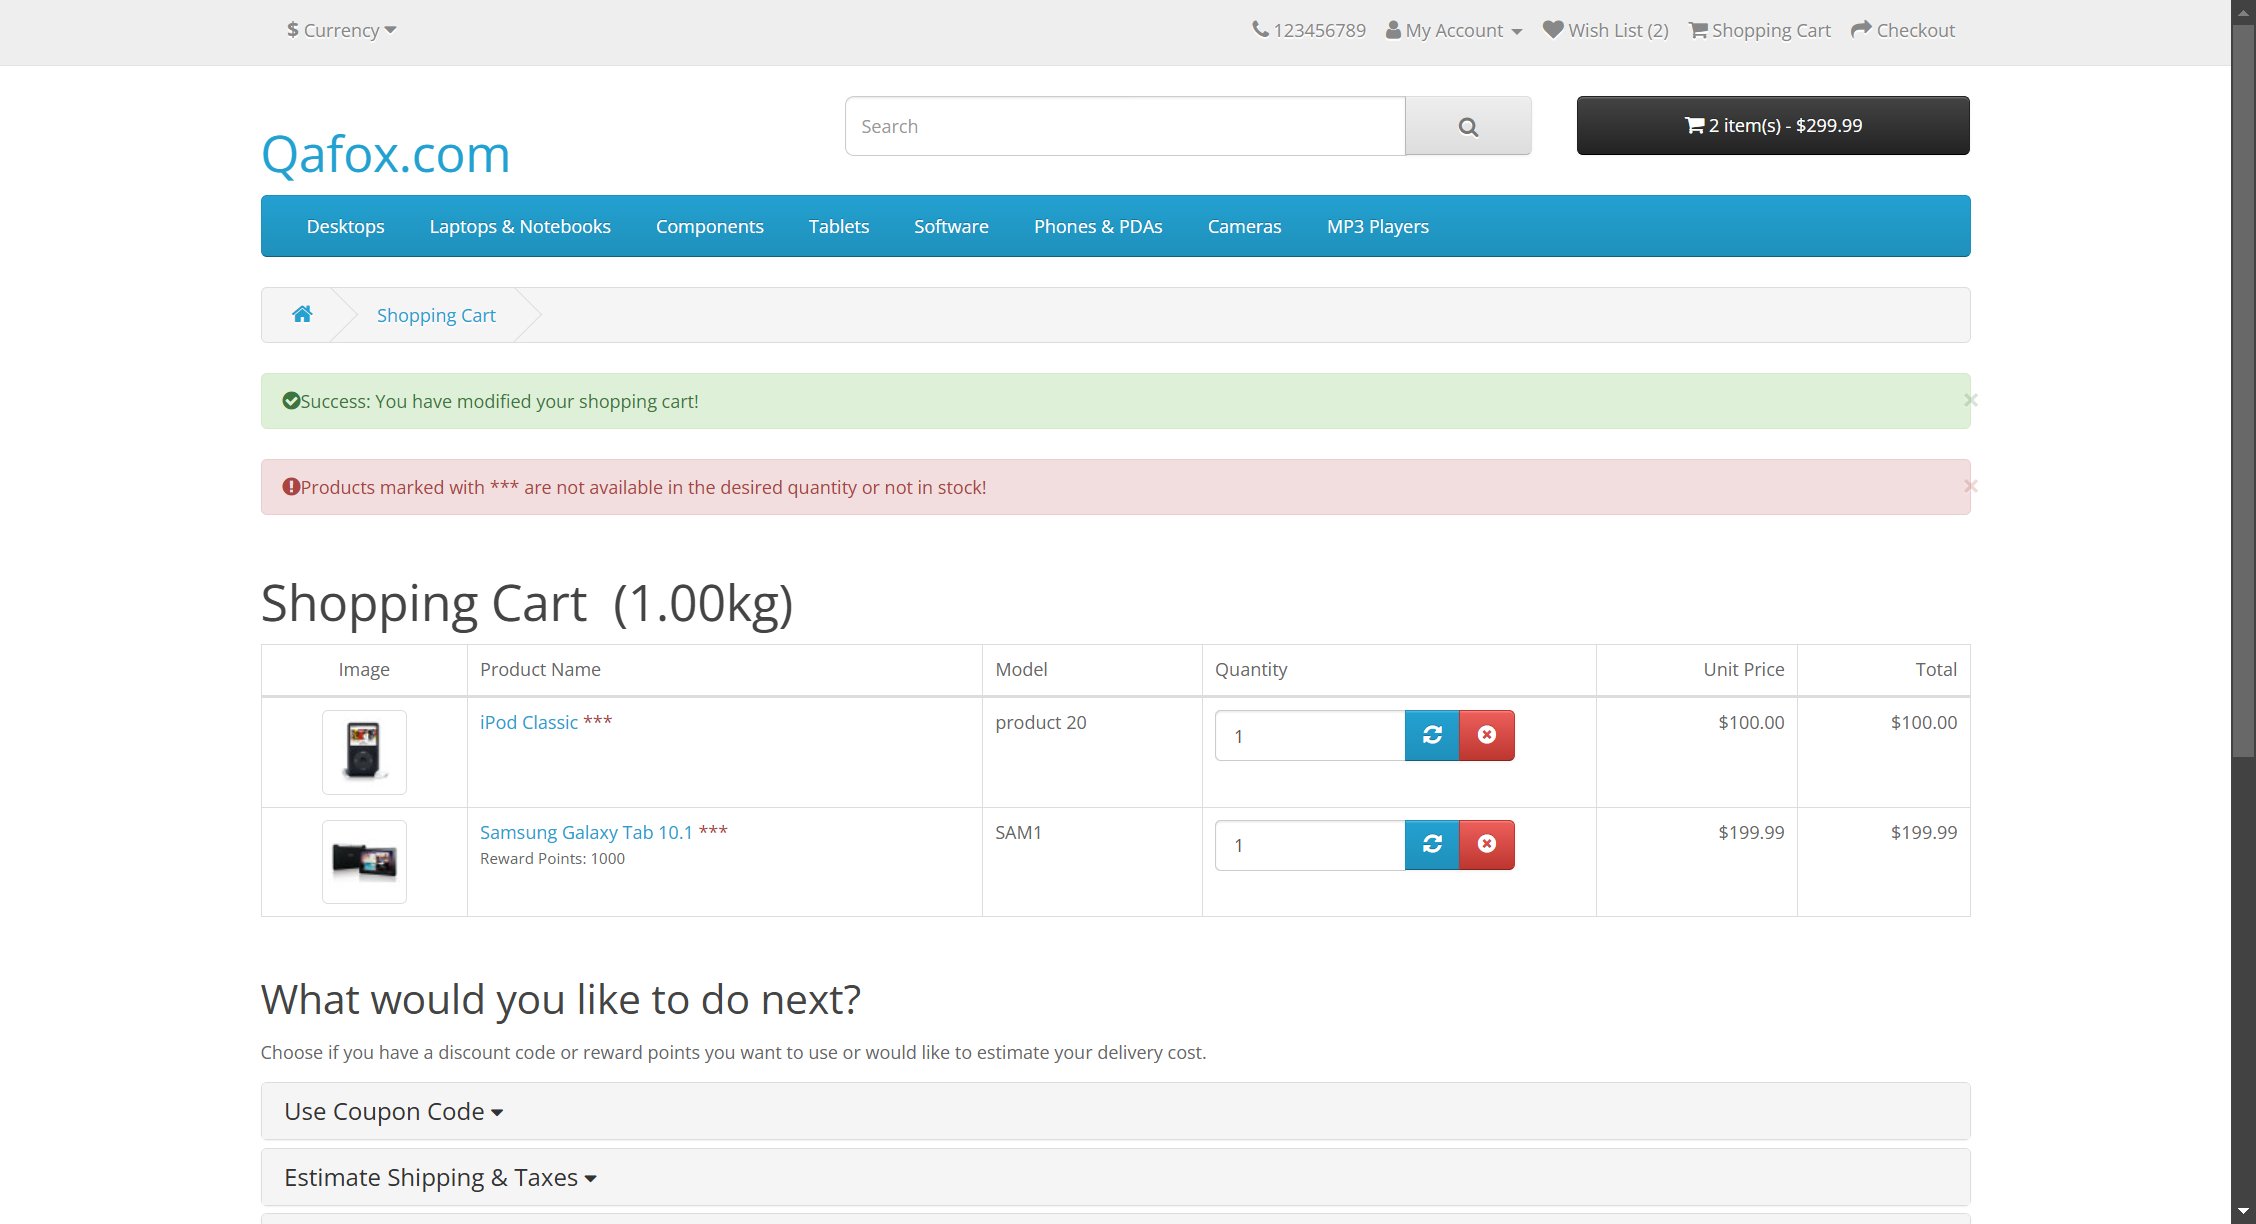 $ Currency
123456789 My Account Wish List (2) Shopping Cart Checkout
Qafox.com
Search
2 item(s) - $299.99
Desktops Laptops & Notebooks Components Tablets Software Phones & PDAs Cameras MP3 Players
Shopping Cart
Success: You have modified your shopping cart!
×
Products marked with *** are not available in the desired quantity or not in stock!
×
Shopping Cart (1.00kg)
Image Product Name Model Quantity Unit Price Total
iPod Classic *** product 20 1 $100.00 $100.00
Samsung Galaxy Tab 10.1 *** SAM1 1 $199.99 $199.99
Reward Points: 1000
What would you like to do next?
Choose if you have a discount code or reward points you want to use or would like to estimate your delivery cost.
Use Coupon Code
Estimate Shipping & Taxes